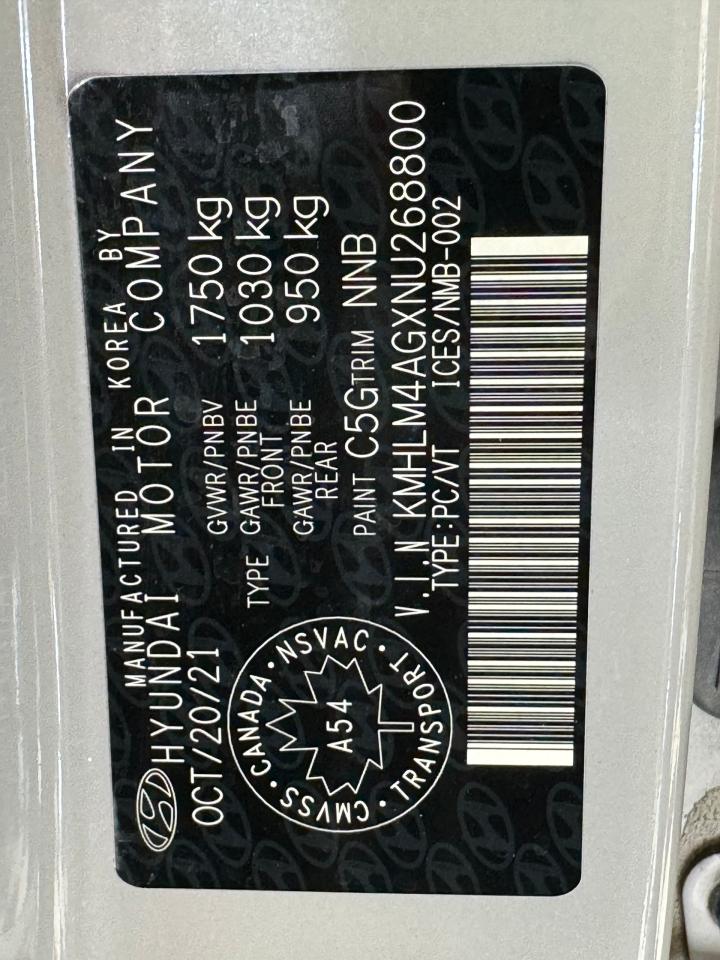 MANUFACTURED IN KOREA BY
HYUNDAI MOTOR COMPANY
OCT/20/21
GVWR/PNBV 1750 kg
TYPE GAWR/PNBE FRONT 1030 kg
GAWR/PNBE REAR 950 kg
PAINT C5G TRIM NNB
V.I.N KMHLM4AGXNU268800
TYPE:PC/VT ICES/NMB-002
CANADA · NSVAC · TRANSPORT · CMVSS ·
A54